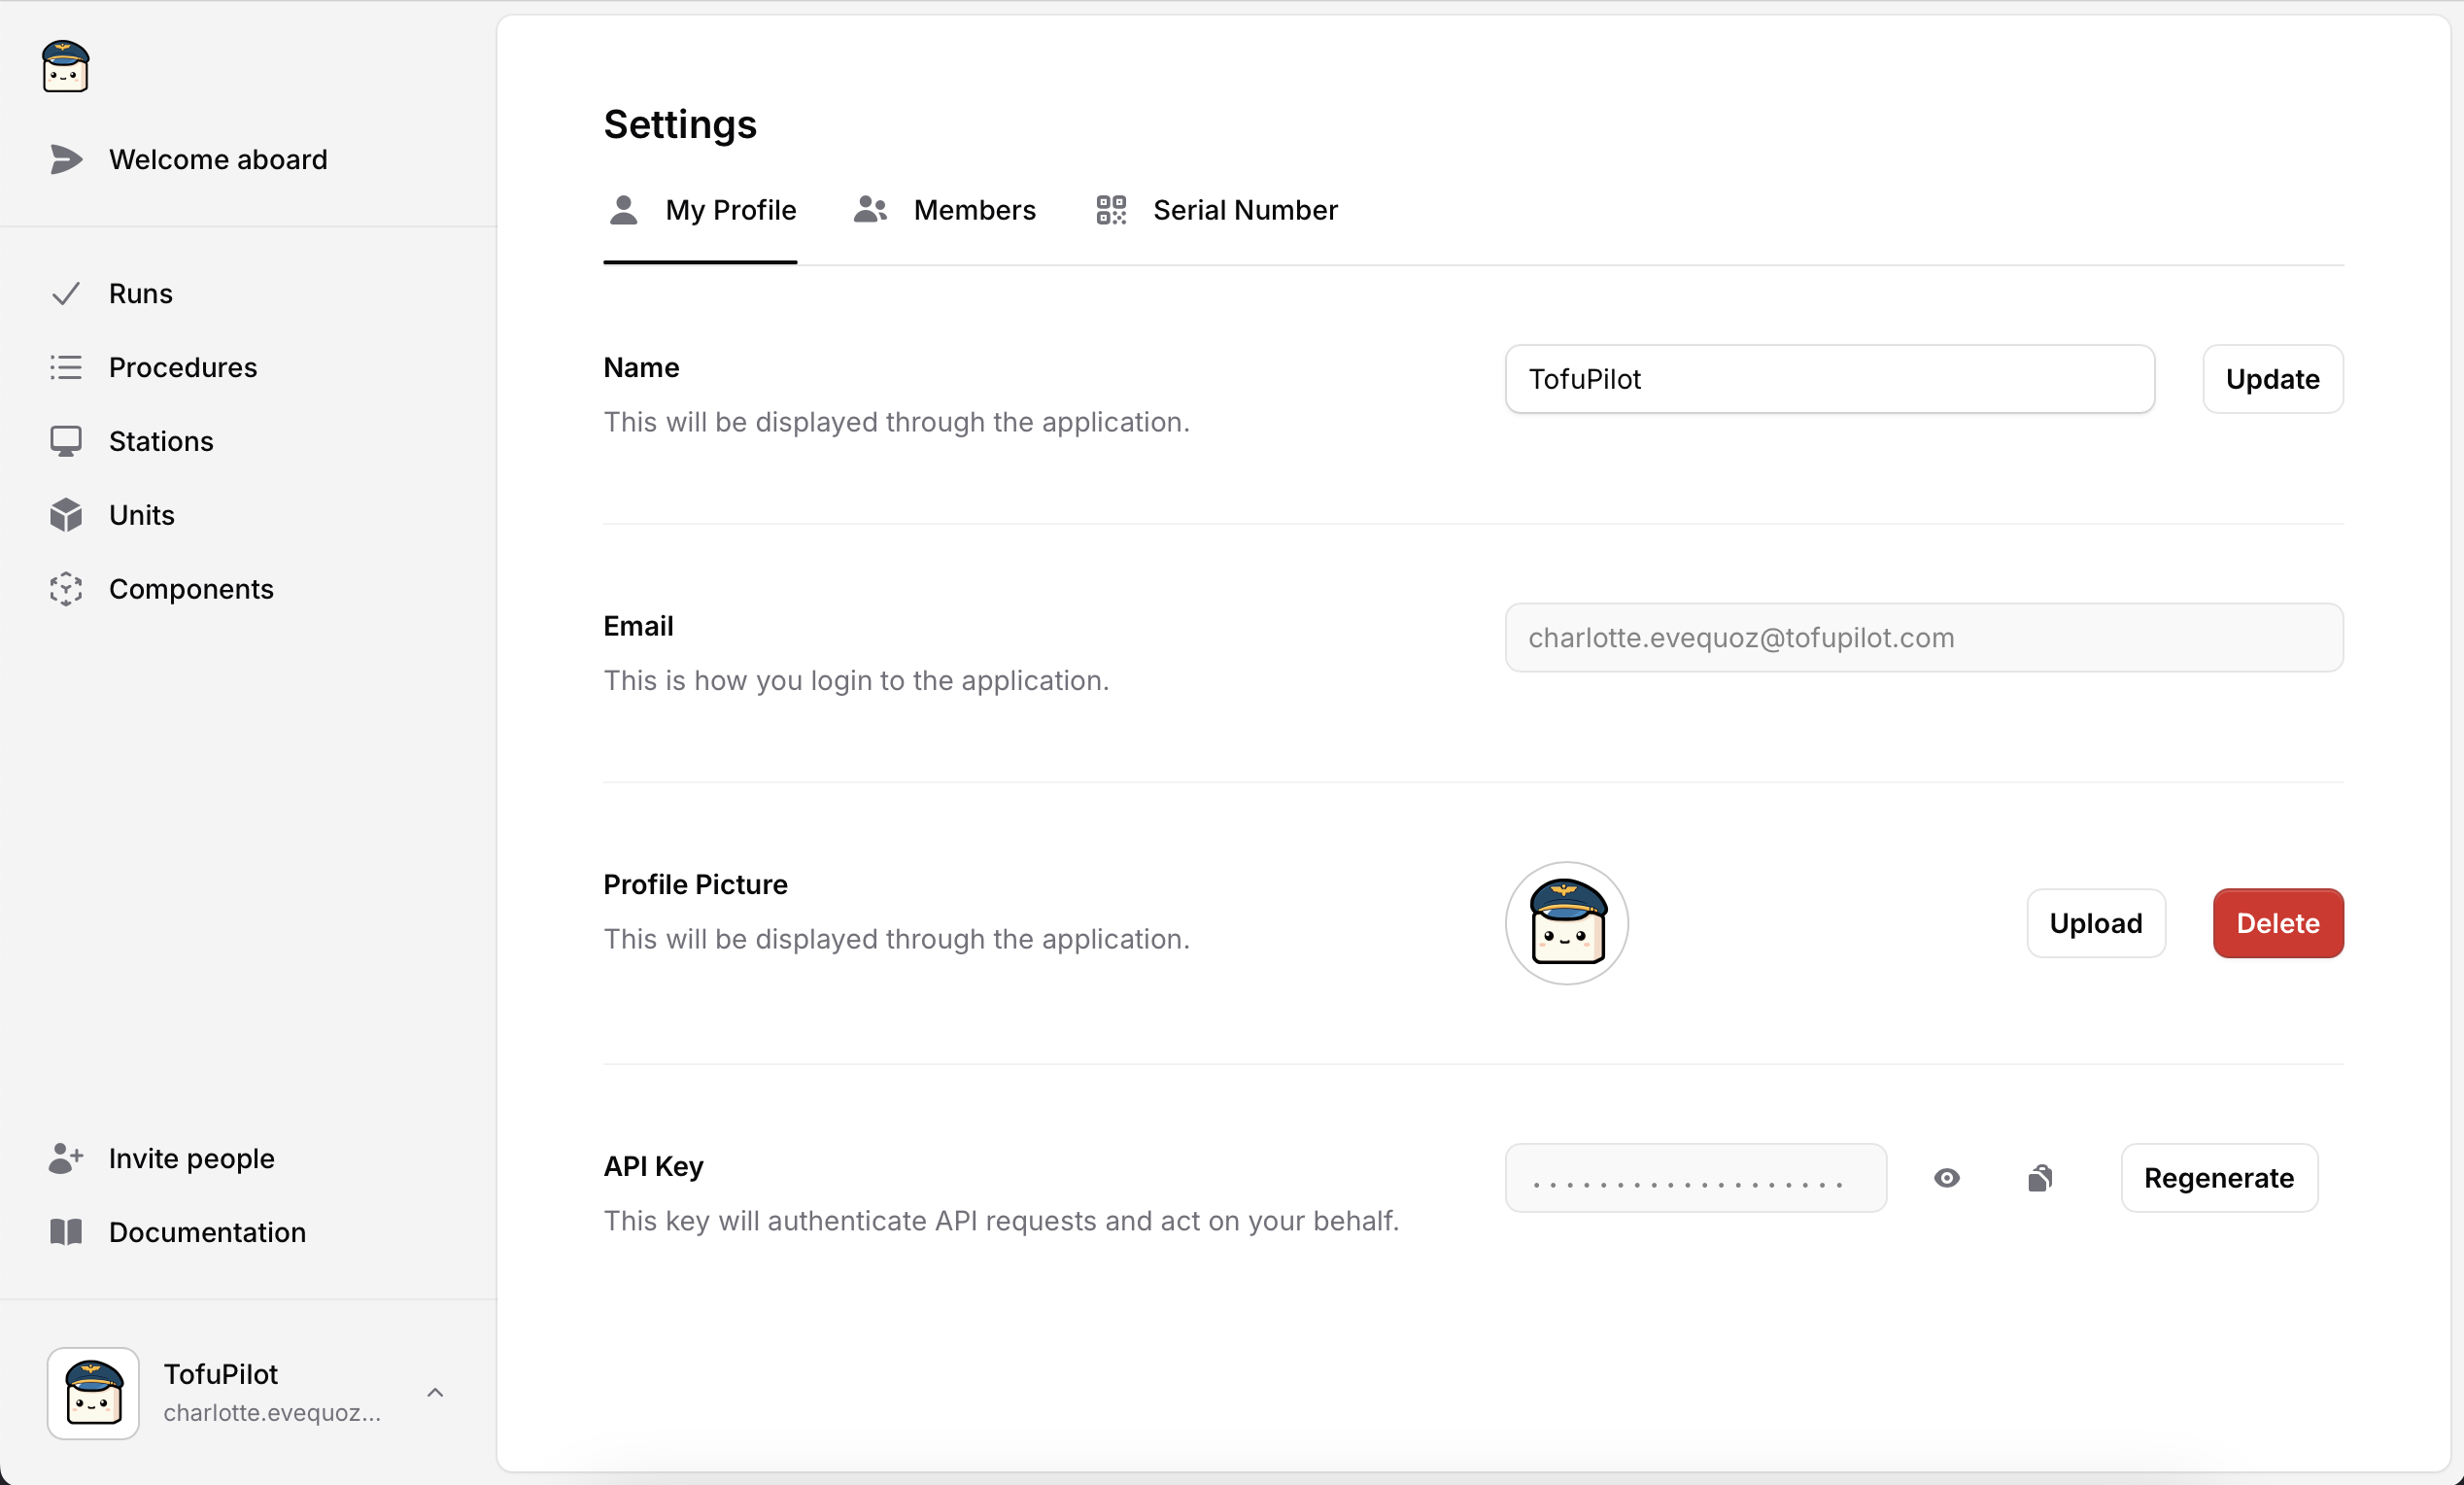 Welcome aboard
Runs
Procedures
Stations
Units
Components
Invite people
Documentation
TofuPilot
charlotte.evequoz...
Settings
My Profile
Members
Serial Number
Name
This will be displayed through the application.
TofuPilot
Update
Email
This is how you login to the application.
charlotte.evequoz@tofupilot.com
Profile Picture
This will be displayed through the application.
Upload
Delete
API Key
This key will authenticate API requests and act on your behalf.
...................
Regenerate